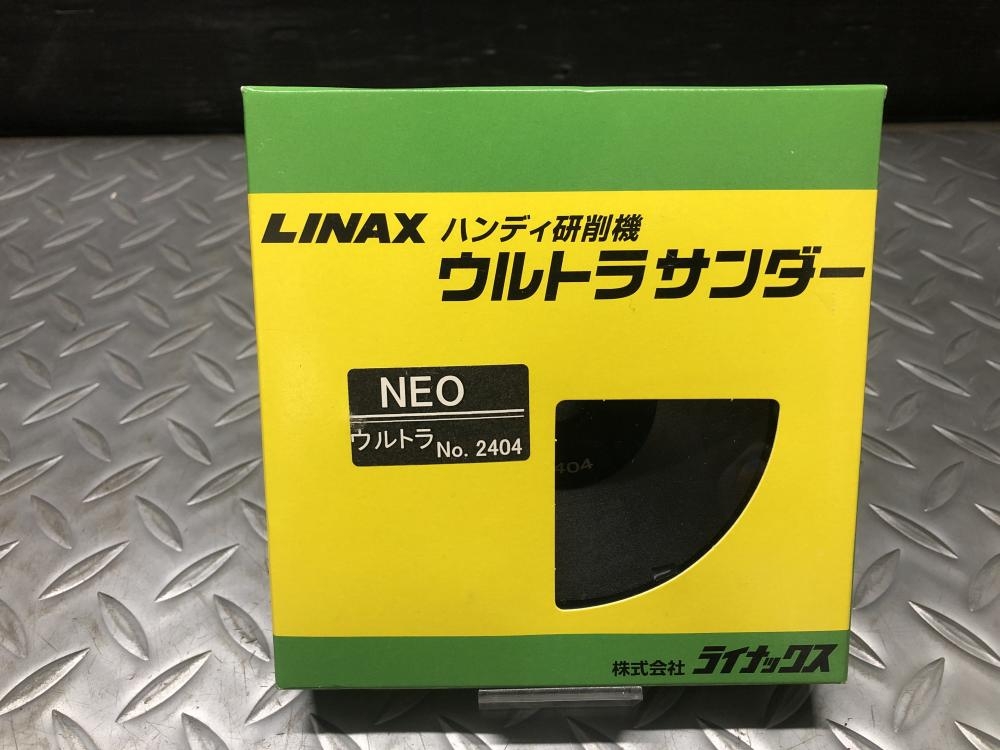 LINAX ハンディ研削機
ウルトラサンダー
NEO
ウルトラ No. 2404
404
株式会社 ライナックス